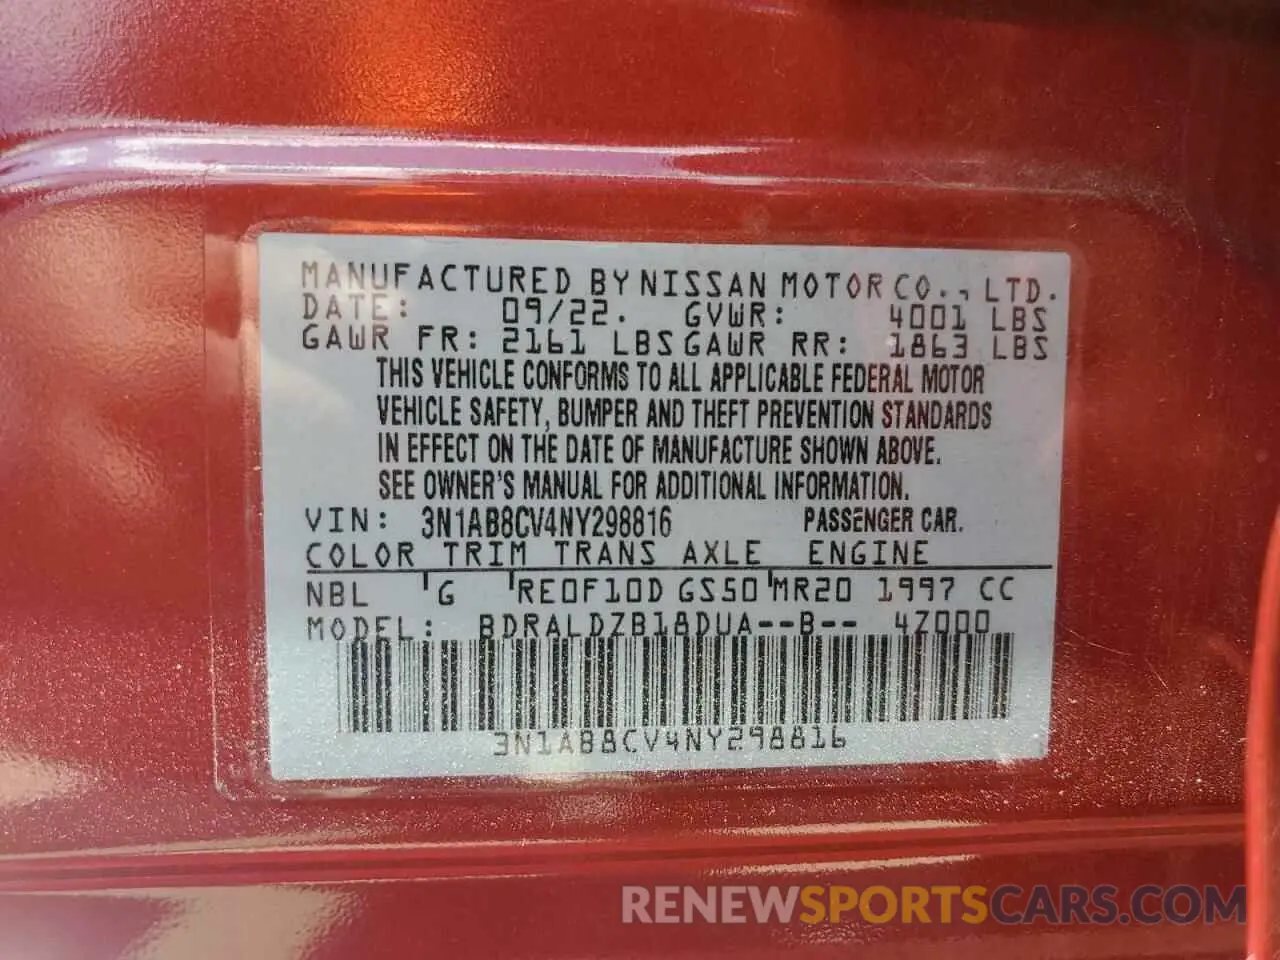 MANUFACTURED BY NISSAN MOTOR CO., LTD.
DATE: 09/22. GVWR: 4001 LBS
GAWR FR: 2161 LBS GAWR RR: 1863 LBS
THIS VEHICLE CONFORMS TO ALL APPLICABLE FEDERAL MOTOR
VEHICLE SAFETY, BUMPER AND THEFT PREVENTION STANDARDS
IN EFFECT ON THE DATE OF MANUFACTURE SHOWN ABOVE.
SEE OWNER'S MANUAL FOR ADDITIONAL INFORMATION.
VIN: 3N1AB8CV4NY298816 PASSENGER CAR.
COLOR TRIM TRANS AXLE ENGINE
NBL G RE0F10D GS50 MR20 1997 CC
MODEL: BDRALDZB18DUA--B-- 4Z000
3N1AB8CV4NY298816
RENEWSPORTSCARS.COM